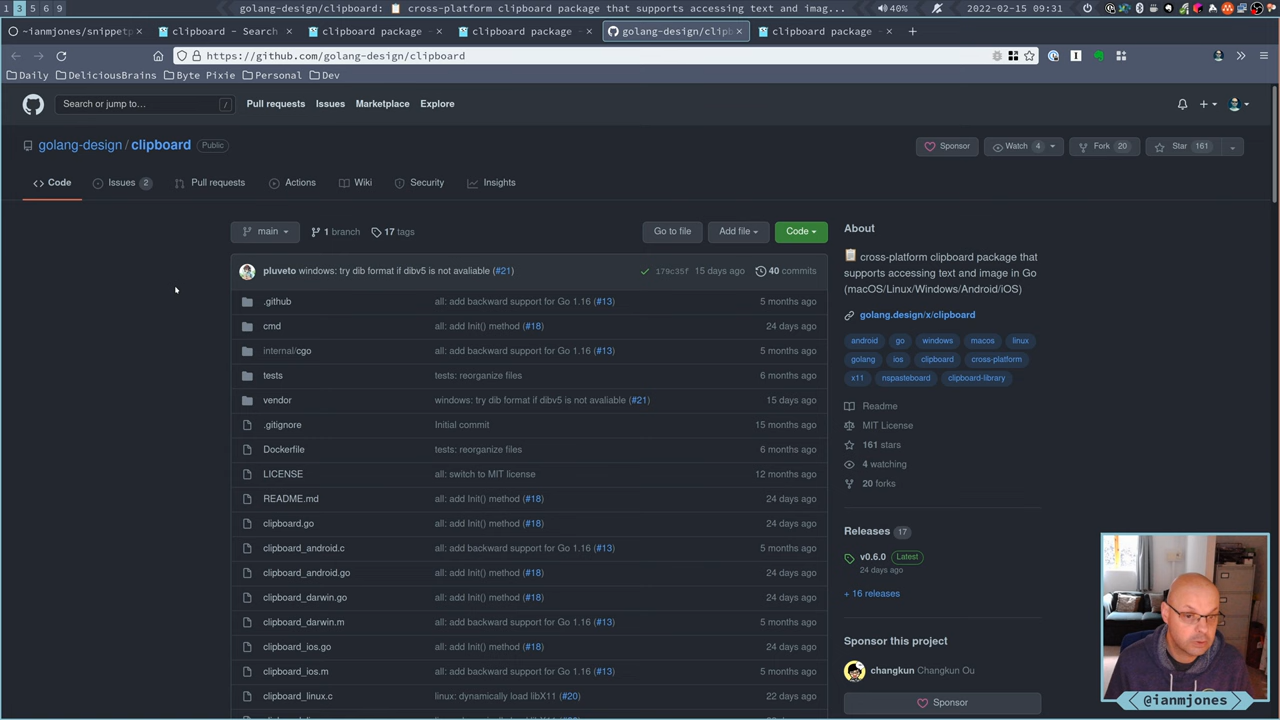 1 3 5 6 9
golang-design/clipboard: 📋 cross-platform clipboard package that supports accessing text and imag...
40%
2022-02-15 09:31
~ianmjones/snippetp
clipboard - Search
clipboard package
clipboard package
golang-design/clipb
clipboard package
https://github.com/golang-design/clipboard
Daily DeliciousBrains Byte Pixie Personal Dev
Search or jump to… /
Pull requests Issues Marketplace Explore
golang-design / clipboard Public
Sponsor Watch 4 Fork 20 Star 161
Code Issues 2 Pull requests Actions Wiki Security Insights
main 1 branch 17 tags
Go to file Add file Code
pluveto windows: try dib format if dibv5 is not avaliable (#21) 179c35f 15 days ago 40 commits
.github all: add backward support for Go 1.16 (#13) 5 months ago
cmd all: add Init() method (#18) 24 days ago
internal/cgo all: add backward support for Go 1.16 (#13) 5 months ago
tests tests: reorganize files 6 months ago
vendor windows: try dib format if dibv5 is not avaliable (#21) 15 days ago
.gitignore Initial commit 15 months ago
Dockerfile tests: reorganize files 6 months ago
LICENSE all: switch to MIT license 12 months ago
README.md all: add Init() method (#18) 24 days ago
clipboard.go all: add Init() method (#18) 24 days ago
clipboard_android.c all: add backward support for Go 1.16 (#13) 5 months ago
clipboard_android.go all: add Init() method (#18) 24 days ago
clipboard_darwin.go all: add Init() method (#18) 24 days ago
clipboard_darwin.m all: add backward support for Go 1.16 (#13) 5 months ago
clipboard_ios.go all: add Init() method (#18) 24 days ago
clipboard_ios.m all: add backward support for Go 1.16 (#13) 5 months ago
clipboard_linux.c linux: dynamically load libX11 (#20) 22 days ago
About
📋 cross-platform clipboard package that
supports accessing text and image in Go
(macOS/Linux/Windows/Android/iOS)
golang.design/x/clipboard
android go windows macos linux
golang ios clipboard cross-platform
x11 nspasteboard clipboard-library
Readme
MIT License
161 stars
4 watching
20 forks
Releases 17
v0.6.0 Latest
24 days ago
+ 16 releases
Sponsor this project
changkun Changkun Ou
Sponsor
@ianmjones